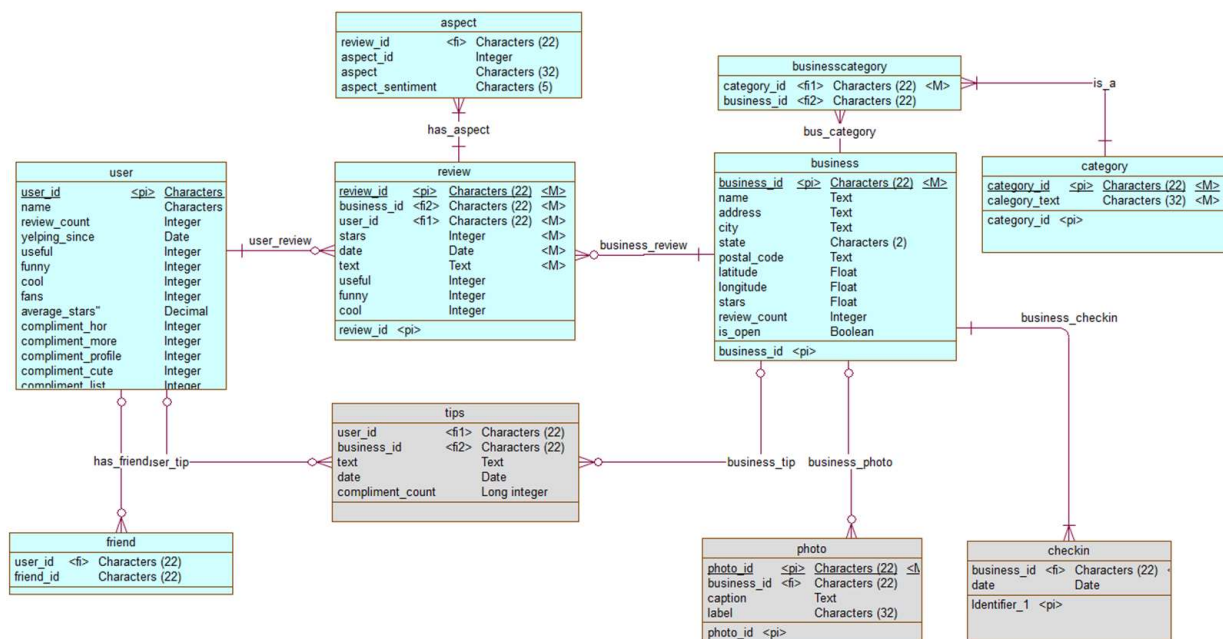 aspect
review_id <fi> Characters (22)
aspect_id Integer
aspect Characters (32)
aspect_sentiment Characters (5)
has_aspect
businesscategory
category_id <fi1> Characters (22) <M>
business_id <fi2> Characters (22)
is_a
bus_category
user
user_id <pi> Characters
name Characters
review_count Integer
yelping_since Date
useful Integer
funny Integer
cool Integer
fans Integer
average_stars" Decimal
compliment_hor Integer
compliment_more Integer
compliment_profile Integer
compliment_cute Integer
compliment_list Integer
user_review
review
review_id <pi> Characters (22) <M>
business_id <fi2> Characters (22) <M>
user_id <fi1> Characters (22) <M>
stars Integer <M>
date Date <M>
text Text <M>
useful Integer
funny Integer
cool Integer
review_id <pi>
business_review
business
business_id <pi> Characters (22) <M>
name Text
address Text
city Text
state Characters (2)
postal_code Text
latitude Float
longitude Float
stars Float
review_count Integer
is_open Boolean
business_id <pi>
category
category_id <pi> Characters (22) <M>
calegory_text Characters (32) <M>
category_id <pi>
business_checkin
has_friend
user_tip
tips
user_id <fi1> Characters (22)
business_id <fi2> Characters (22)
text Text
date Date
compliment_count Long integer
business_tip
business_photo
friend
user_id <fi> Characters (22)
friend_id Characters (22)
photo
photo_id <pi> Characters (22) <M
business_id <fi> Characters (22)
caption Text
label Characters (32)
photo_id <pi>
checkin
business_id <fi> Characters (22) <
date Date
Identifier_1 <pi>